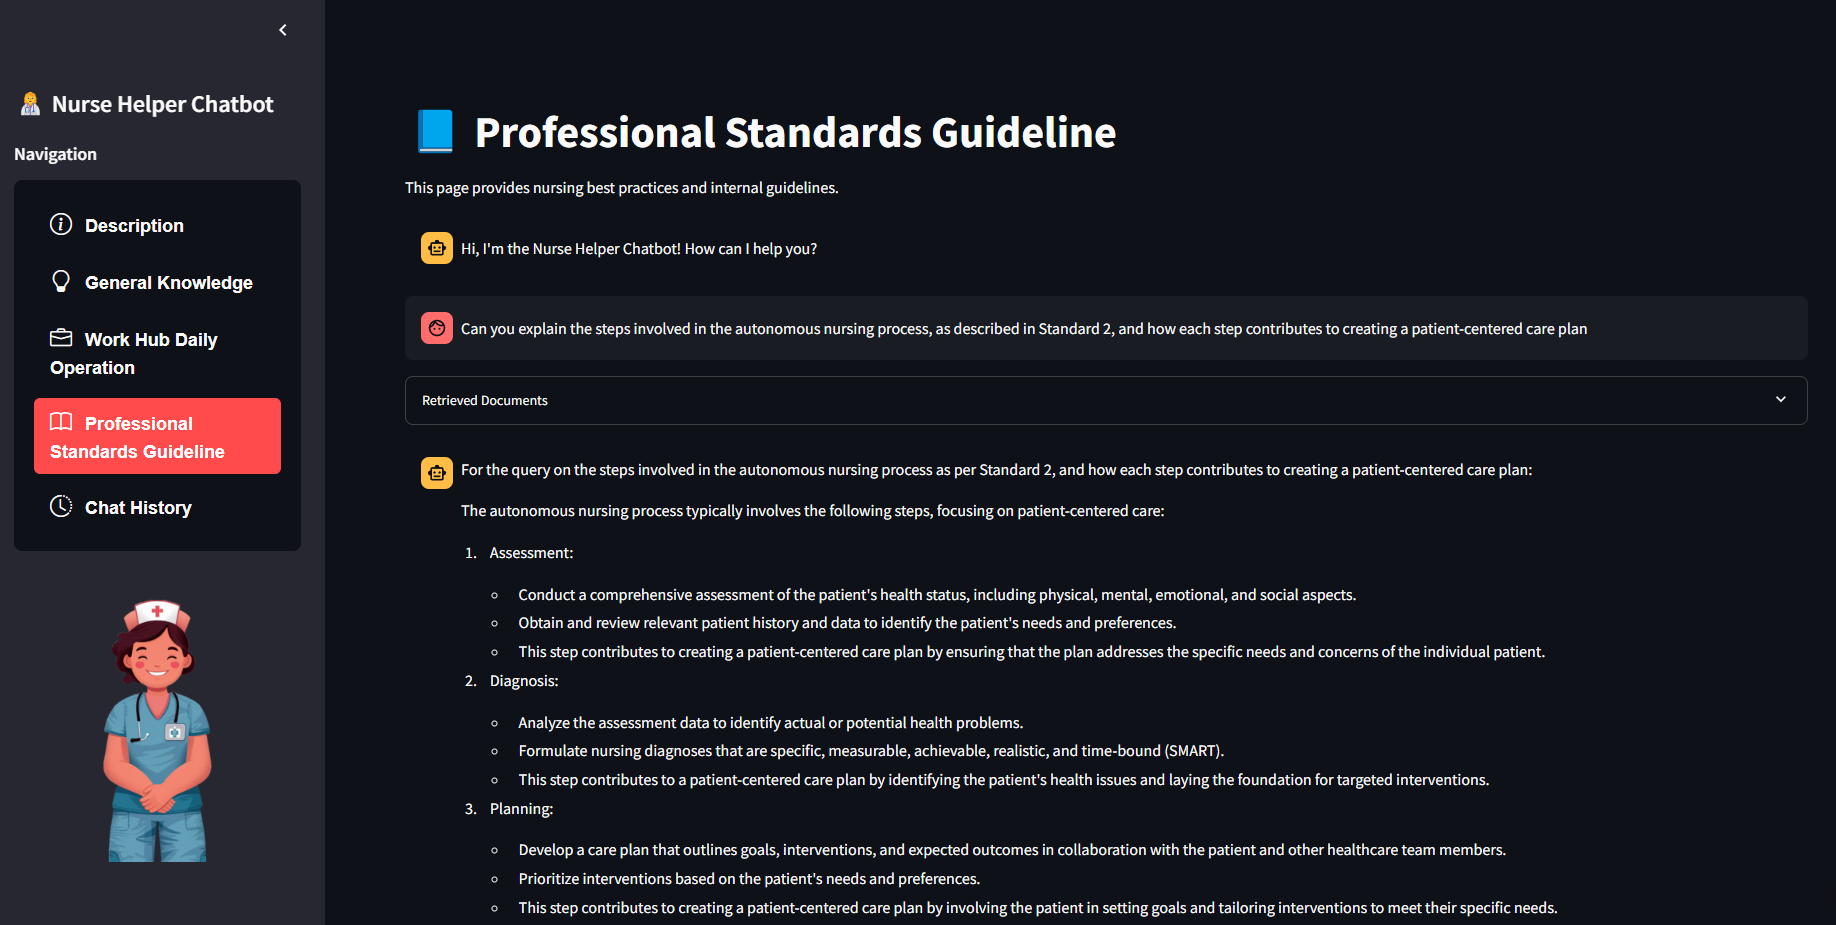 Nurse Helper Chatbot
Navigation
Description
General Knowledge
Work Hub Daily
Operation
Professional
Standards Guideline
Chat History
Professional Standards Guideline
This page provides nursing best practices and internal guidelines.
Hi, I'm the Nurse Helper Chatbot! How can I help you?
Can you explain the steps involved in the autonomous nursing process, as described in Standard 2, and how each step contributes to creating a patient-centered care plan
Retrieved Documents
For the query on the steps involved in the autonomous nursing process as per Standard 2, and how each step contributes to creating a patient-centered care plan:
The autonomous nursing process typically involves the following steps, focusing on patient-centered care:
1. Assessment:
Conduct a comprehensive assessment of the patient's health status, including physical, mental, emotional, and social aspects.
Obtain and review relevant patient history and data to identify the patient's needs and preferences.
This step contributes to creating a patient-centered care plan by ensuring that the plan addresses the specific needs and concerns of the individual patient.
2. Diagnosis:
Analyze the assessment data to identify actual or potential health problems.
Formulate nursing diagnoses that are specific, measurable, achievable, realistic, and time-bound (SMART).
This step contributes to a patient-centered care plan by identifying the patient's health issues and laying the foundation for targeted interventions.
3. Planning:
Develop a care plan that outlines goals, interventions, and expected outcomes in collaboration with the patient and other healthcare team members.
Prioritize interventions based on the patient's needs and preferences.
This step contributes to creating a patient-centered care plan by involving the patient in setting goals and tailoring interventions to meet their specific needs.